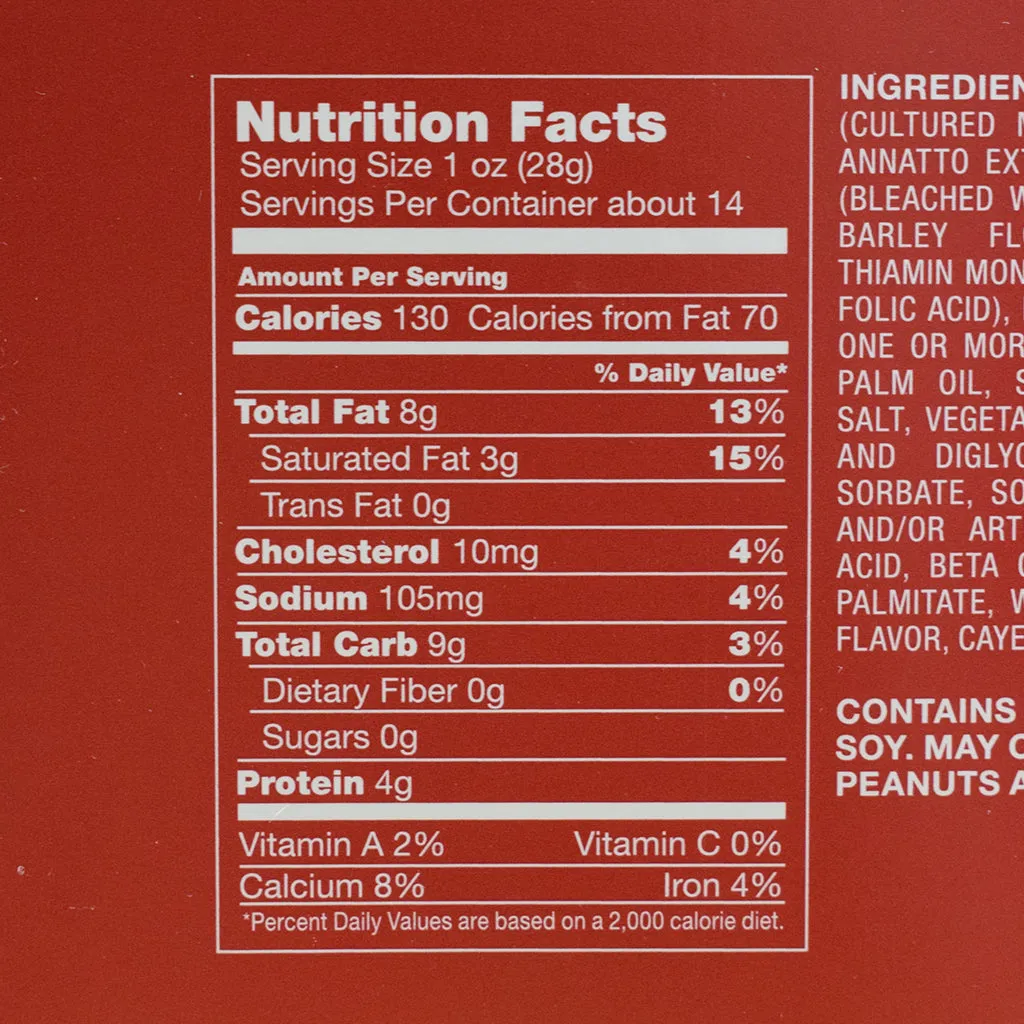 Nutrition Facts
Serving Size 1 oz (28g)
Servings Per Container about 14
Amount Per Serving
Calories 130 Calories from Fat 70
% Daily Value*
Total Fat 8g 13%
Saturated Fat 3g 15%
Trans Fat 0g
Cholesterol 10mg 4%
Sodium 105mg 4%
Total Carb 9g 3%
Dietary Fiber 0g 0%
Sugars 0g
Protein 4g
Vitamin A 2% Vitamin C 0%
Calcium 8% Iron 4%
*Percent Daily Values are based on a 2,000 calorie diet.
(CULTURED
ANNATTO
(BLEACHED
BARLEY
THIAMIN
FOLIC ACID),
ONE OR
PALM OIL,
SALT,
AND
SORBATE,
AND/OR
ACID, BETA
PALMITATE,
FLAVOR,
CONTAINS
SOY. MAY
PEANUTS